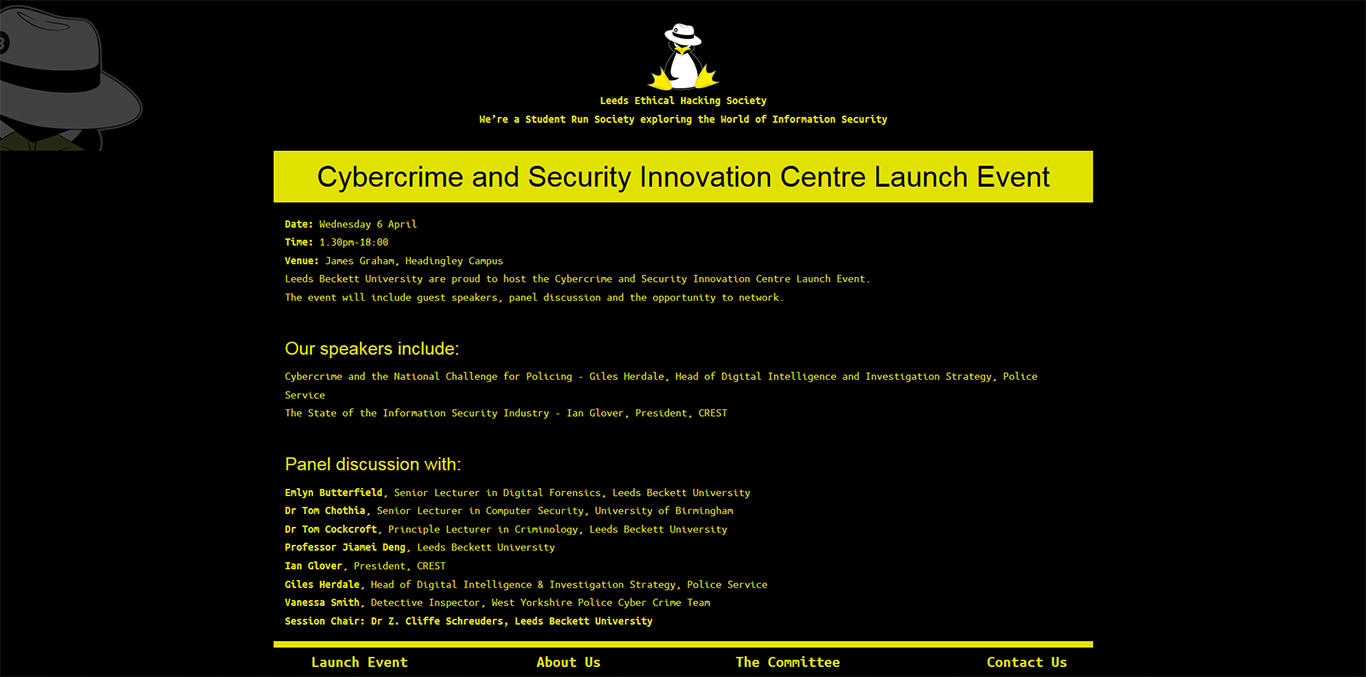 Leeds Ethical Hacking Society
We're a Student Run Society exploring the World of Information Security
Cybercrime and Security Innovation Centre Launch Event
Date: Wednesday 6 April
Time: 1.30pm-18:00
Venue: James Graham, Headingley Campus
Leeds Beckett University are proud to host the Cybercrime and Security Innovation Centre Launch Event.
The event will include guest speakers, panel discussion and the opportunity to network.
Our speakers include:
Cybercrime and the National Challenge for Policing - Giles Herdale, Head of Digital Intelligence and Investigation Strategy, Police
Service
The State of the Information Security Industry - Ian Glover, President, CREST
Panel discussion with:
Emlyn Butterfield, Senior Lecturer in Digital Forensics, Leeds Beckett University
Dr Tom Chothia, Senior Lecturer in Computer Security, University of Birmingham
Dr Tom Cockcroft, Principle Lecturer in Criminology, Leeds Beckett University
Professor Jiamei Deng, Leeds Beckett University
Ian Glover, President, CREST
Giles Herdale, Head of Digital Intelligence & Investigation Strategy, Police Service
Vanessa Smith, Detective Inspector, West Yorkshire Police Cyber Crime Team
Session Chair: Dr Z. Cliffe Schreuders, Leeds Beckett University
Launch Event About Us The Committee Contact Us